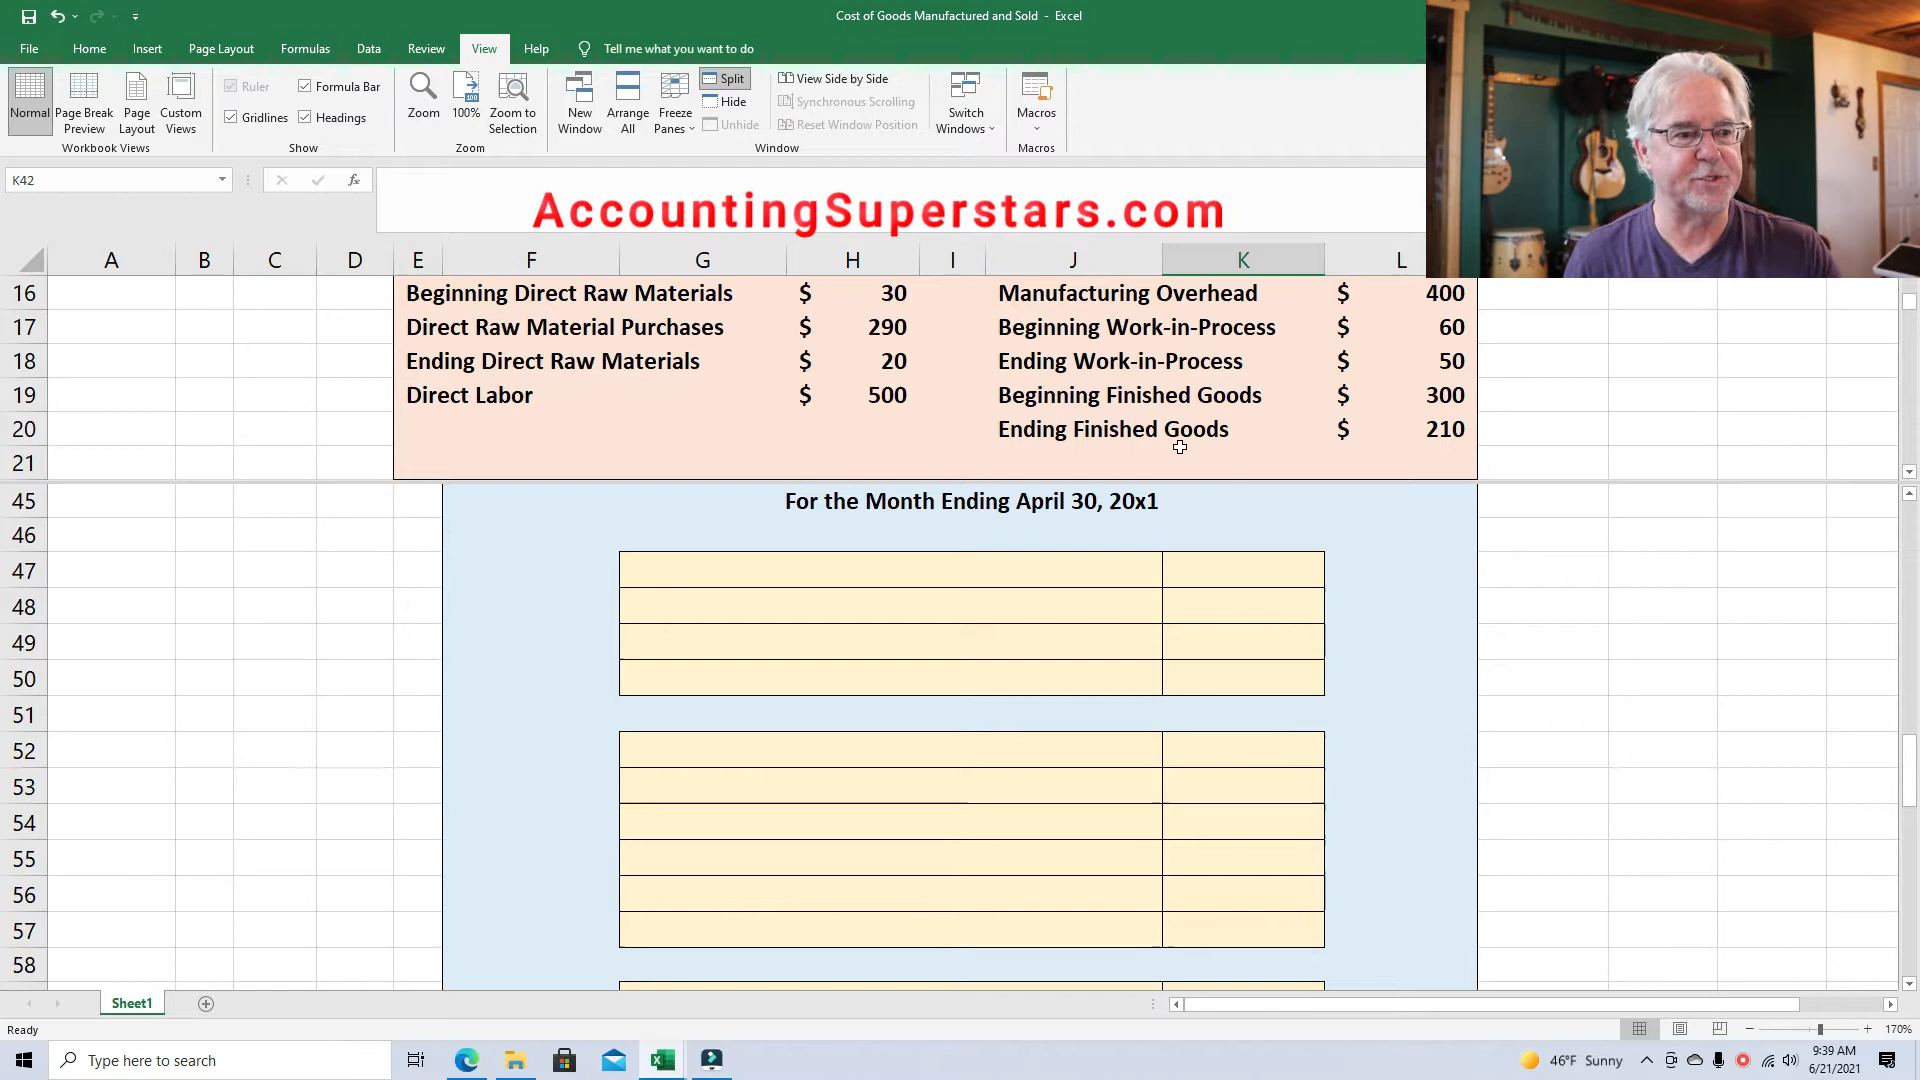 Cost of Goods Manufactured and Sold - Excel
File Home Insert Page Layout Formulas Data Review View Help Tell me what you want to do
Normal
Page Break Preview
Page Layout
Custom Views
Workbook Views
Ruler
Formula Bar
Gridlines
Headings
Show
Zoom
100%
Zoom to Selection
Zoom
New Window
Arrange All
Freeze Panes
Split
Hide
Unhide
View Side by Side
Synchronous Scrolling
Reset Window Position
Window
Switch Windows
Macros
Macros
K42
fx
AccountingSuperstars.com
A B C D E F G H I J K L
16 Beginning Direct Raw Materials $ 30 Manufacturing Overhead $ 400
17 Direct Raw Material Purchases $ 290 Beginning Work-in-Process $ 60
18 Ending Direct Raw Materials $ 20 Ending Work-in-Process $ 50
19 Direct Labor $ 500 Beginning Finished Goods $ 300
20 Ending Finished Goods $ 210
21
45 For the Month Ending April 30, 20x1
46
47
48
49
50
51
52
53
54
55
56
57
58
Sheet1
Ready
170%
Type here to search
46°F Sunny
9:39 AM
6/21/2021